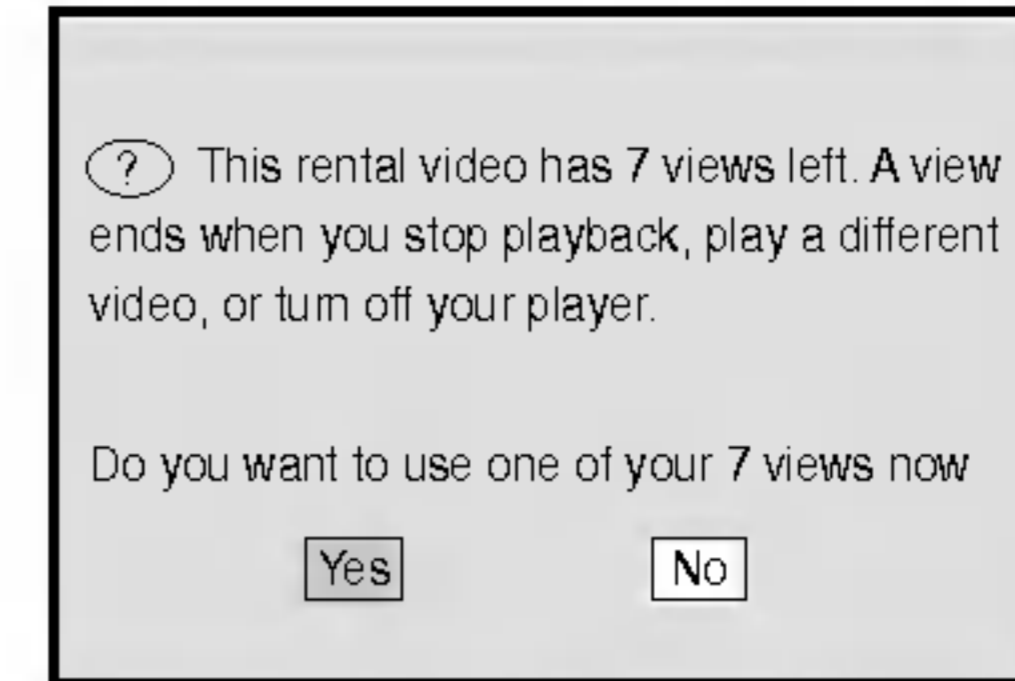 ? This rental video has 7 views left. A view
ends when you stop playback, play a different
video, or turn off your player.
Do you want to use one of your 7 views now
Yes No